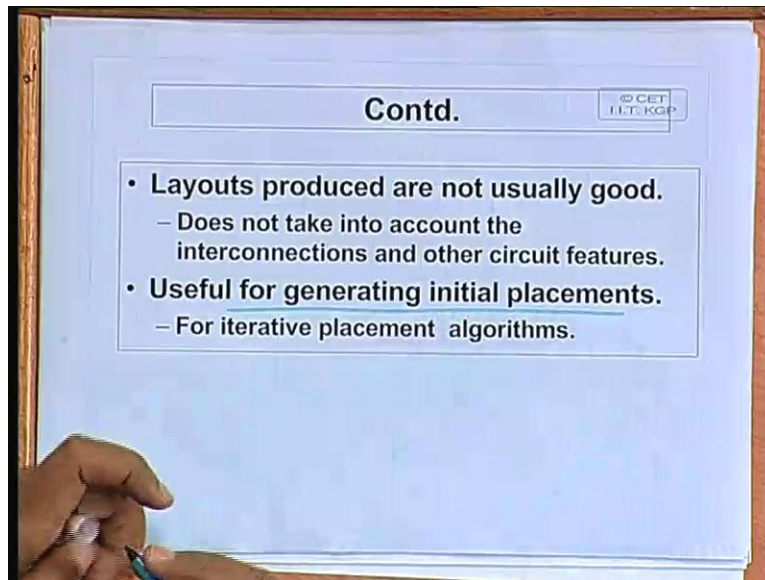 Contd.
© CET
I.I.T. KGP
• Layouts produced are not usually good.
– Does not take into account the
interconnections and other circuit features.
• Useful for generating initial placements.
– For iterative placement algorithms.